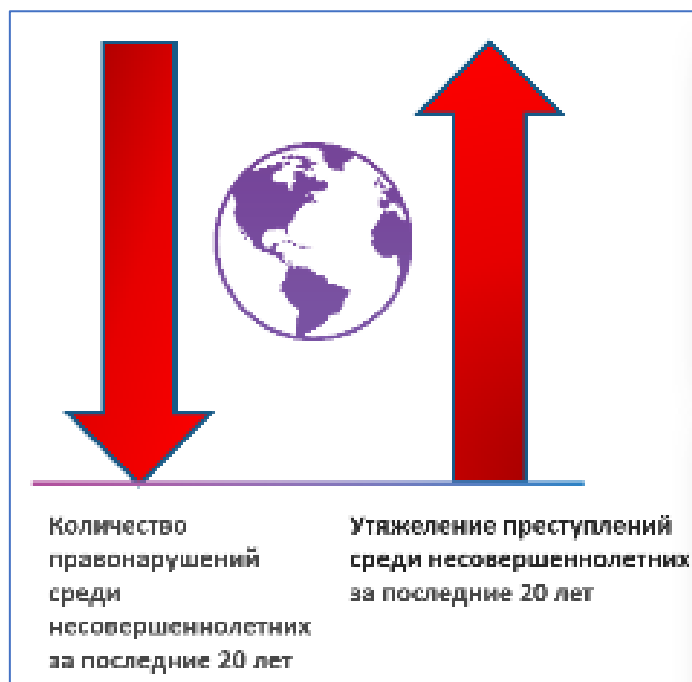 Количество
правонарушений
среди
несовершеннолетних
за последние 20 лет
Утяжеление преступлений
среди несовершеннолетних
за последние 20 лет